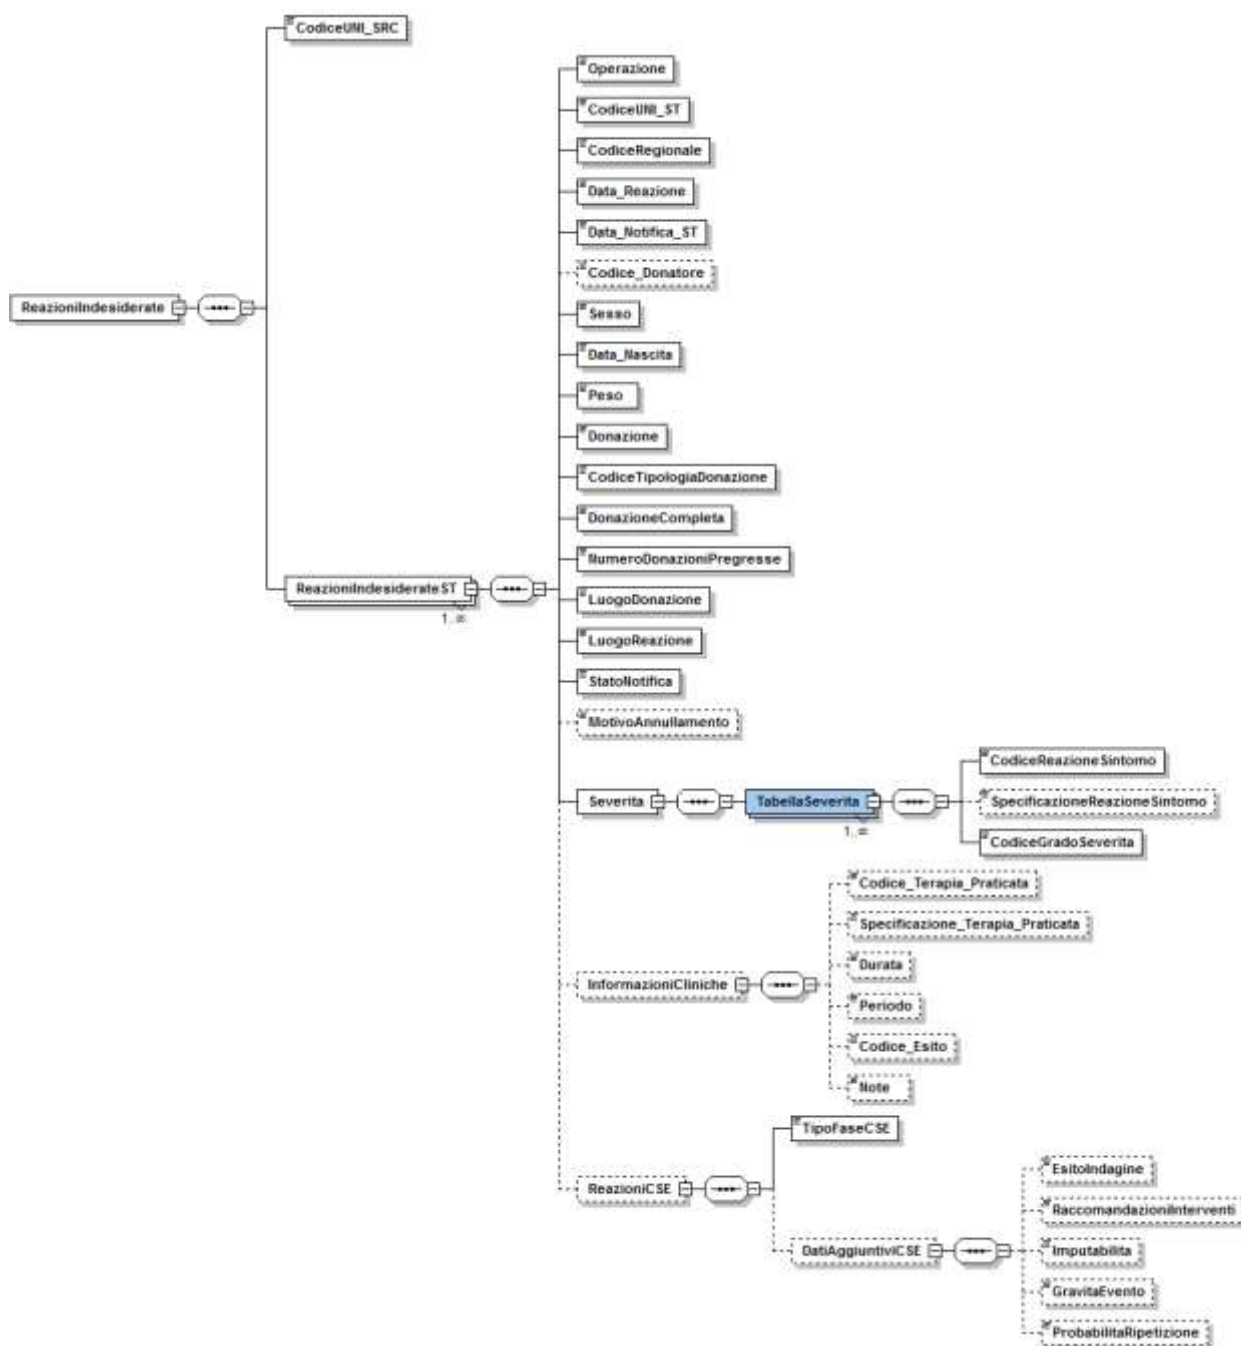 CodiceUNI_SRC
Operazione
CodiceUNI_ST
CodiceRegionale
Data_Reazione
Data_Notifica_ST
Codice_Donatore
ReazioniIndesiderate
Sesso
Data_Nascita
Peso
Donazione
CodiceTipologiaDonazione
DonazioneCompleta
NumeroDonazioniPregresse
ReazioniIndesiderateST
1..∞
LuogoDonazione
LuogoReazione
StatoNotifica
MotivoAnnullamento
CodiceReazioneSintomo
Severita
TabellaSeverita
1..∞
SpecificazioneReazioneSintomo
CodiceGradoSeverita
Codice_Terapia_Praticata
Specificazione_Terapia_Praticata
Durata
InformazioniCliniche
Periodo
Codice_Esito
Note
TipoFaseCSE
EsitoIndagine
ReazioniCSE
RaccomandazioniInterventi
DatiAggiuntiviCSE
Imputabilita
GravitaEvento
ProbabilitaRipetizione